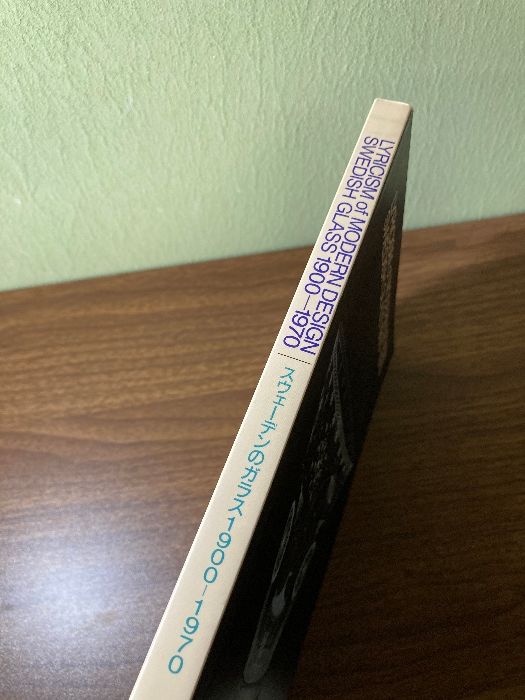 LYRICISM of MODERN DESIGN
SWEDISH GLASS 1900—1970
スウェーデンのガラス1900—1970